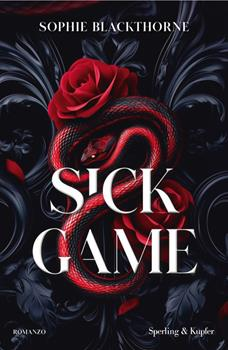 SOPHIE BLACKTHORNE
SICK
GAME
ROMANZO
Sperling & Kupfer